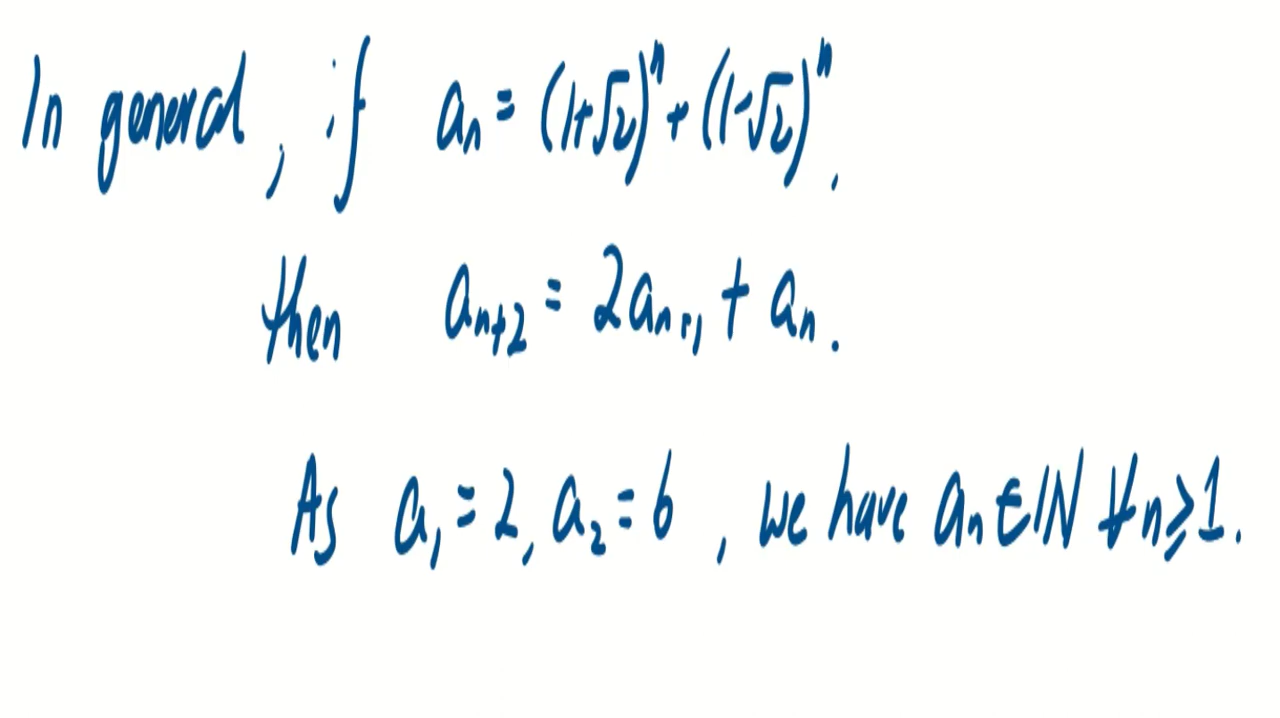 In general, if aₙ = (1+√2)ⁿ + (1-√2)ⁿ.
then aₙ₊₂ = 2aₙ₊₁ + aₙ.
As a₁ = 2, a₂ = 6, we have aₙ ∈ ℕ ∀n ≥ 1.